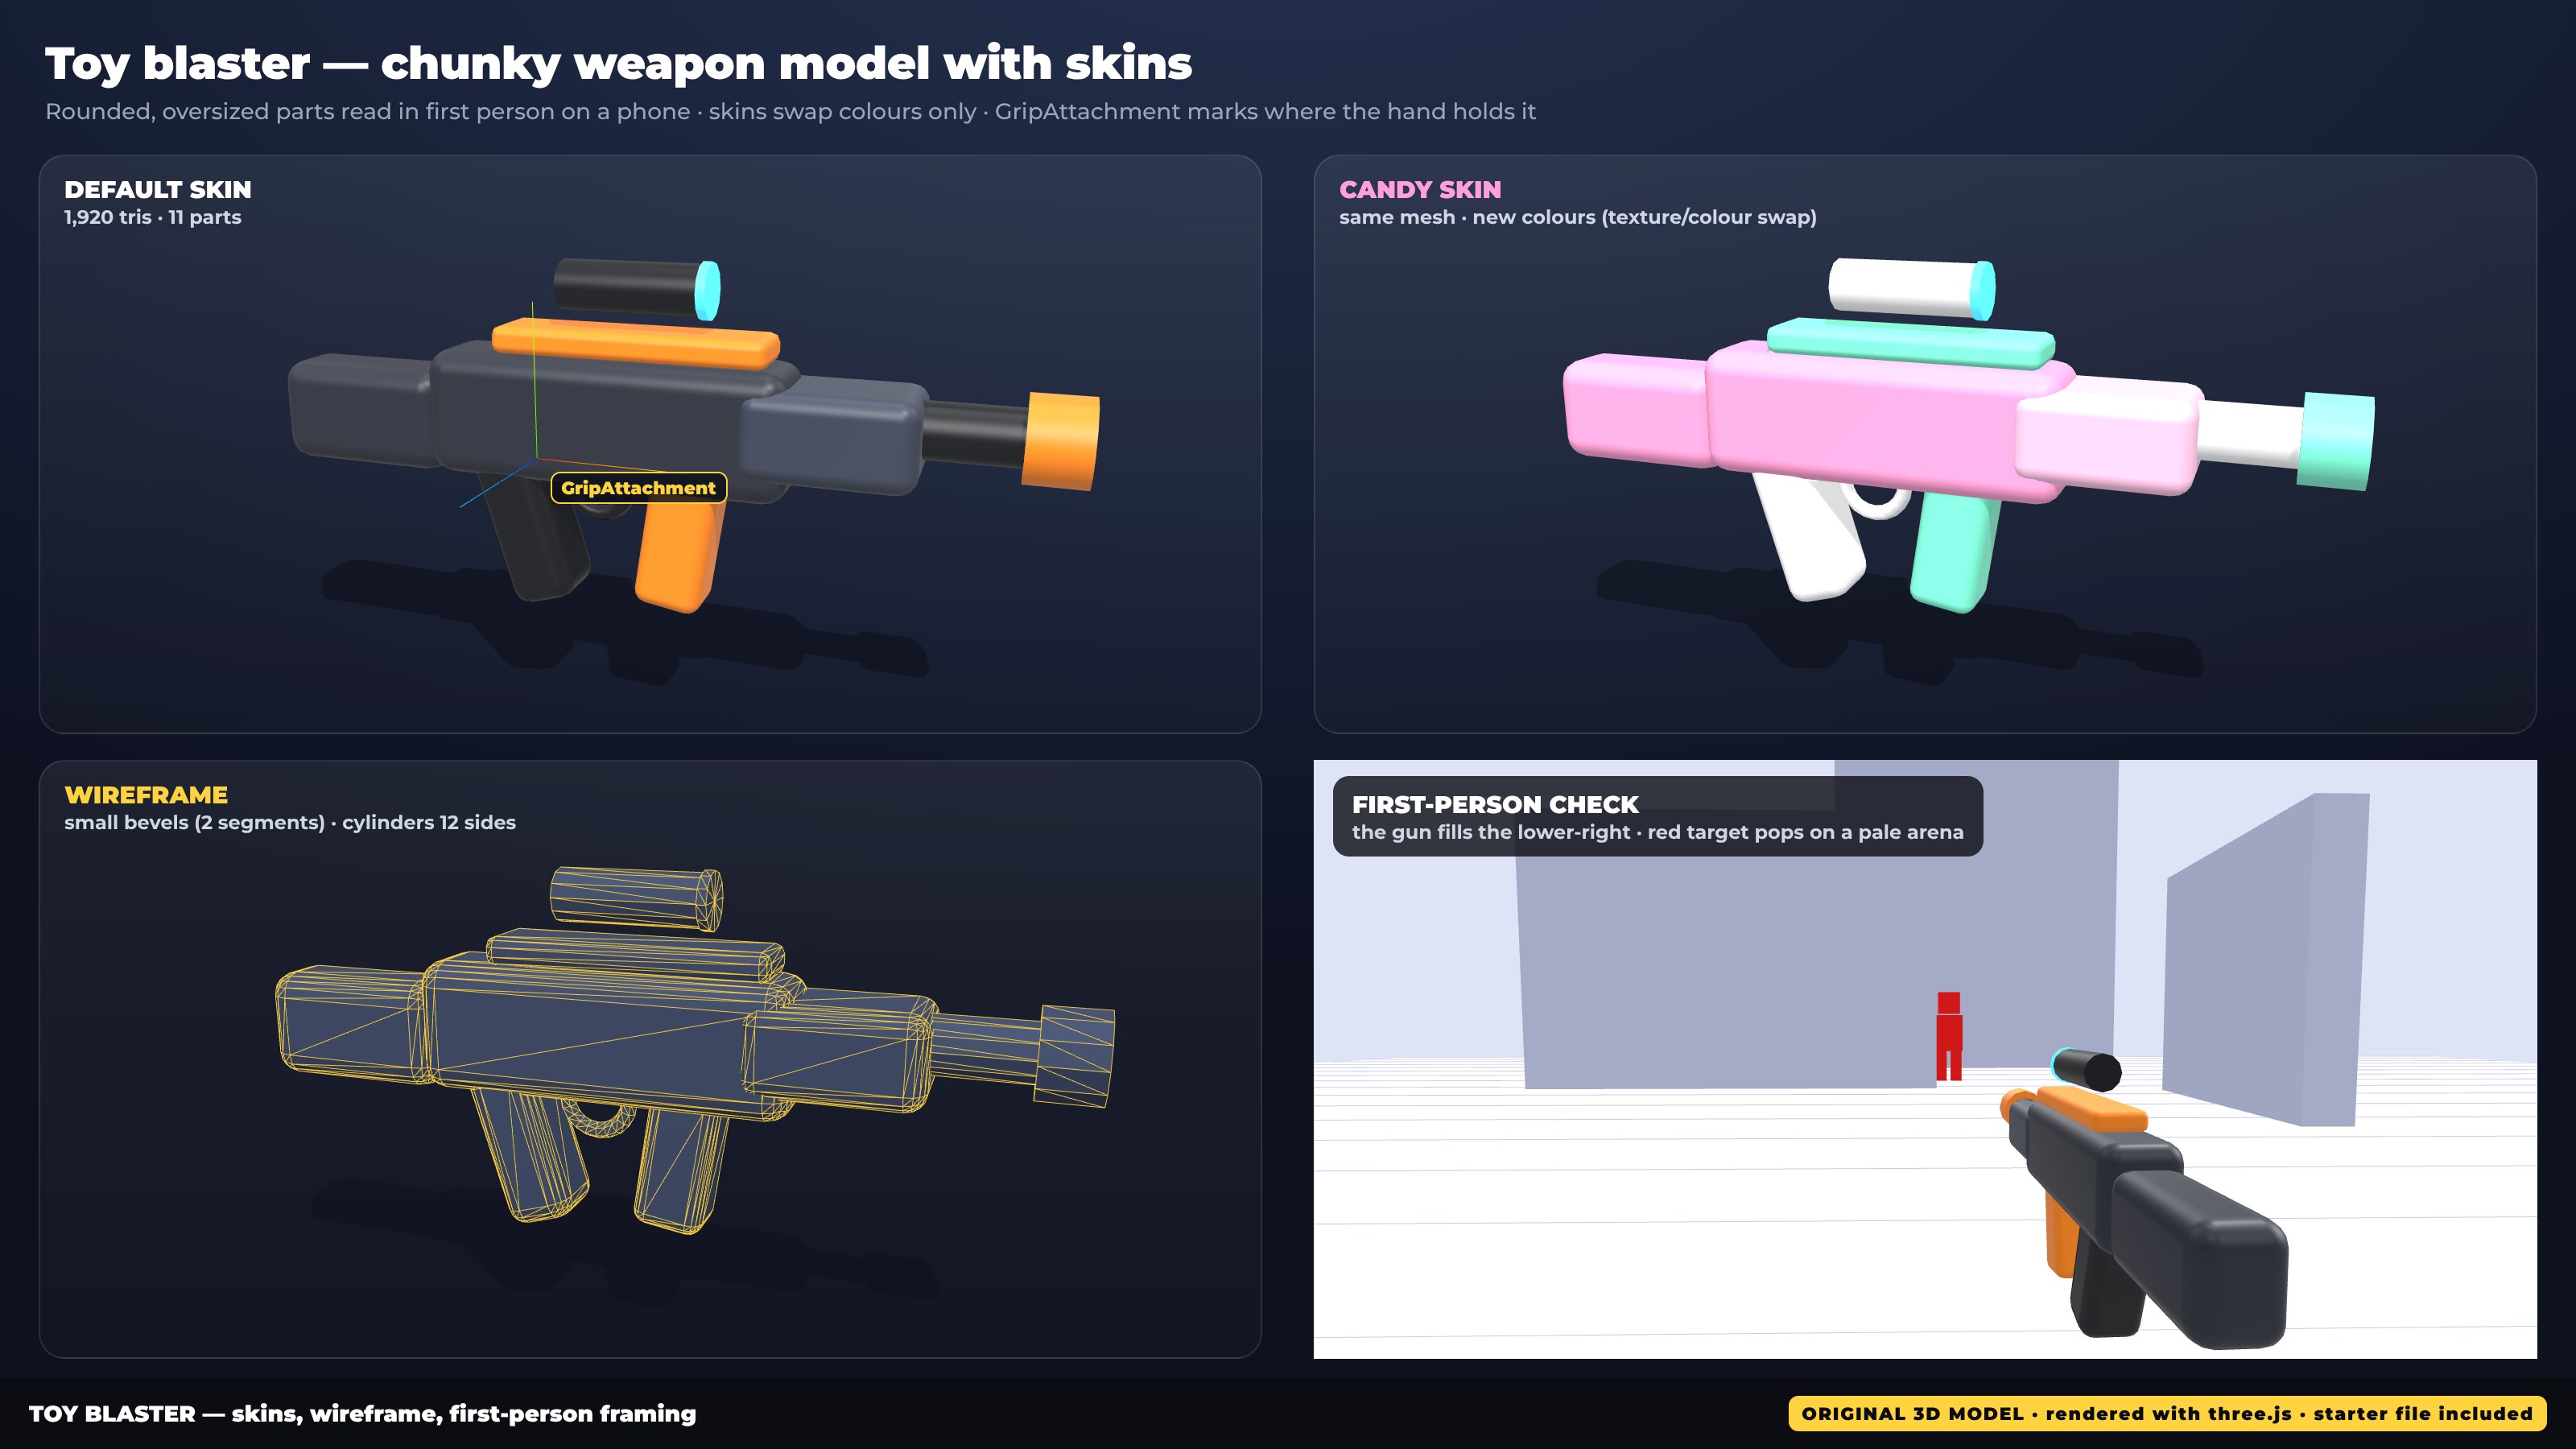 Toy blaster — chunky weapon model with skins
Rounded, oversized parts read in first person on a phone · skins swap colours only · GripAttachment marks where the hand holds it
DEFAULT SKIN
1,920 tris · 11 parts
GripAttachment
CANDY SKIN
same mesh · new colours (texture/colour swap)
WIREFRAME
small bevels (2 segments) · cylinders 12 sides
FIRST-PERSON CHECK
the gun fills the lower-right · red target pops on a pale arena
TOY BLASTER — skins, wireframe, first-person framing
ORIGINAL 3D MODEL · rendered with three.js · starter file included